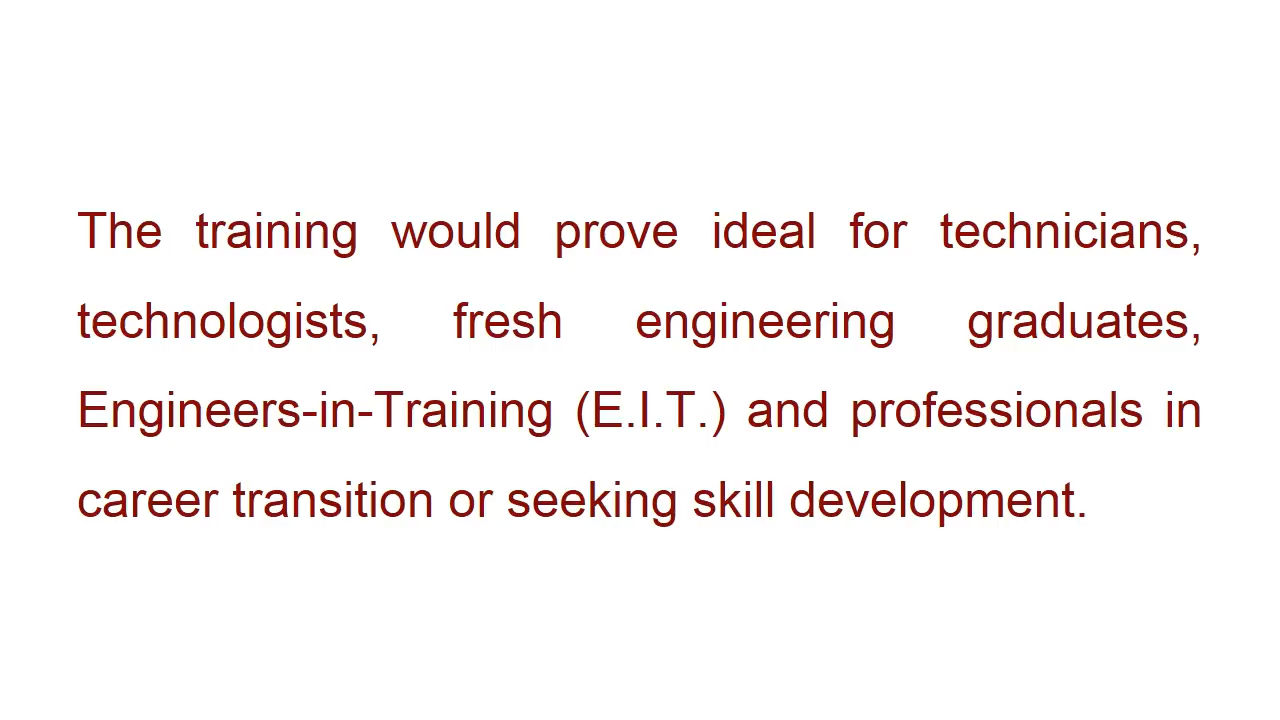 The training would prove ideal for technicians,
technologists, fresh engineering graduates,
Engineers-in-Training (E.I.T.) and professionals in
career transition or seeking skill development.